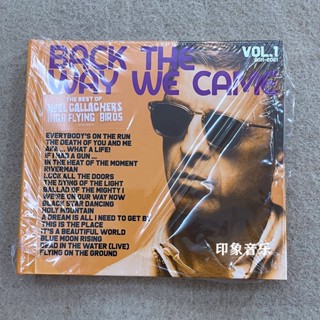 BACK THE
WAY WE CAME
VOL.1
2011-2021
THE BEST OF
NOEL GALLAGHER'S
HIGH FLYING BIRDS
EVERYBODY'S ON THE RUN
THE DEATH OF YOU AND ME
AKA ... WHAT A LIFE!
IF I HAD A GUN ...
IN THE HEAT OF THE MOMENT
RIVERMAN
LOCK ALL THE DOORS
THE DYING OF THE LIGHT
BALLAD OF THE MIGHTY I
WE'RE ON OUR WAY NOW
BLACK STAR DANCING
HOLY MOUNTAIN
A DREAM IS ALL I NEED TO GET BY
THIS IS THE PLACE
IT'S A BEAUTIFUL WORLD
BLUE MOON RISING
DEAD IN THE WATER (LIVE)
FLYING ON THE GROUND
印象音乐